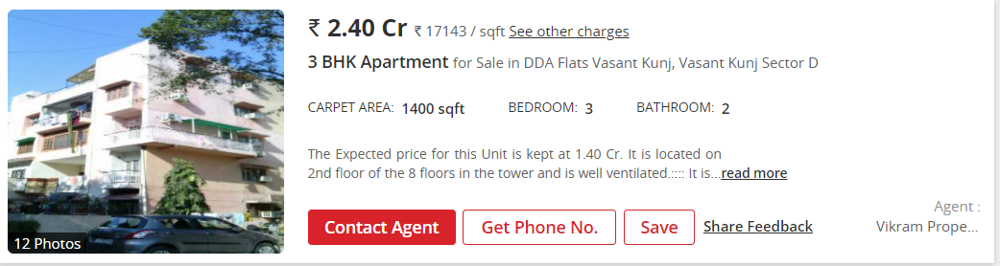 ₹ 2.40 Cr ₹ 17143 / sqft See other charges
3 BHK Apartment for Sale in DDA Flats Vasant Kunj, Vasant Kunj Sector D
CARPET AREA: 1400 sqft BEDROOM: 3 BATHROOM: 2
The Expected price for this Unit is kept at 1.40 Cr. It is located on
2nd floor of the 8 floors in the tower and is well ventilated.:::: It is...read more
Agent :
Vikram Prope...
Contact Agent Get Phone No. Save Share Feedback
12 Photos